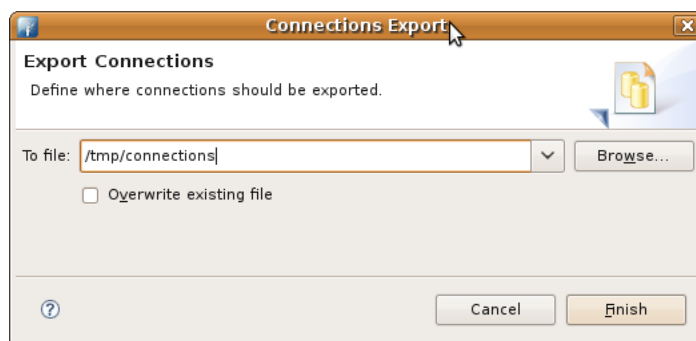 Connections Export
Export Connections
Define where connections should be exported.
To file: /tmp/connections Browse...
Overwrite existing file
Cancel Finish